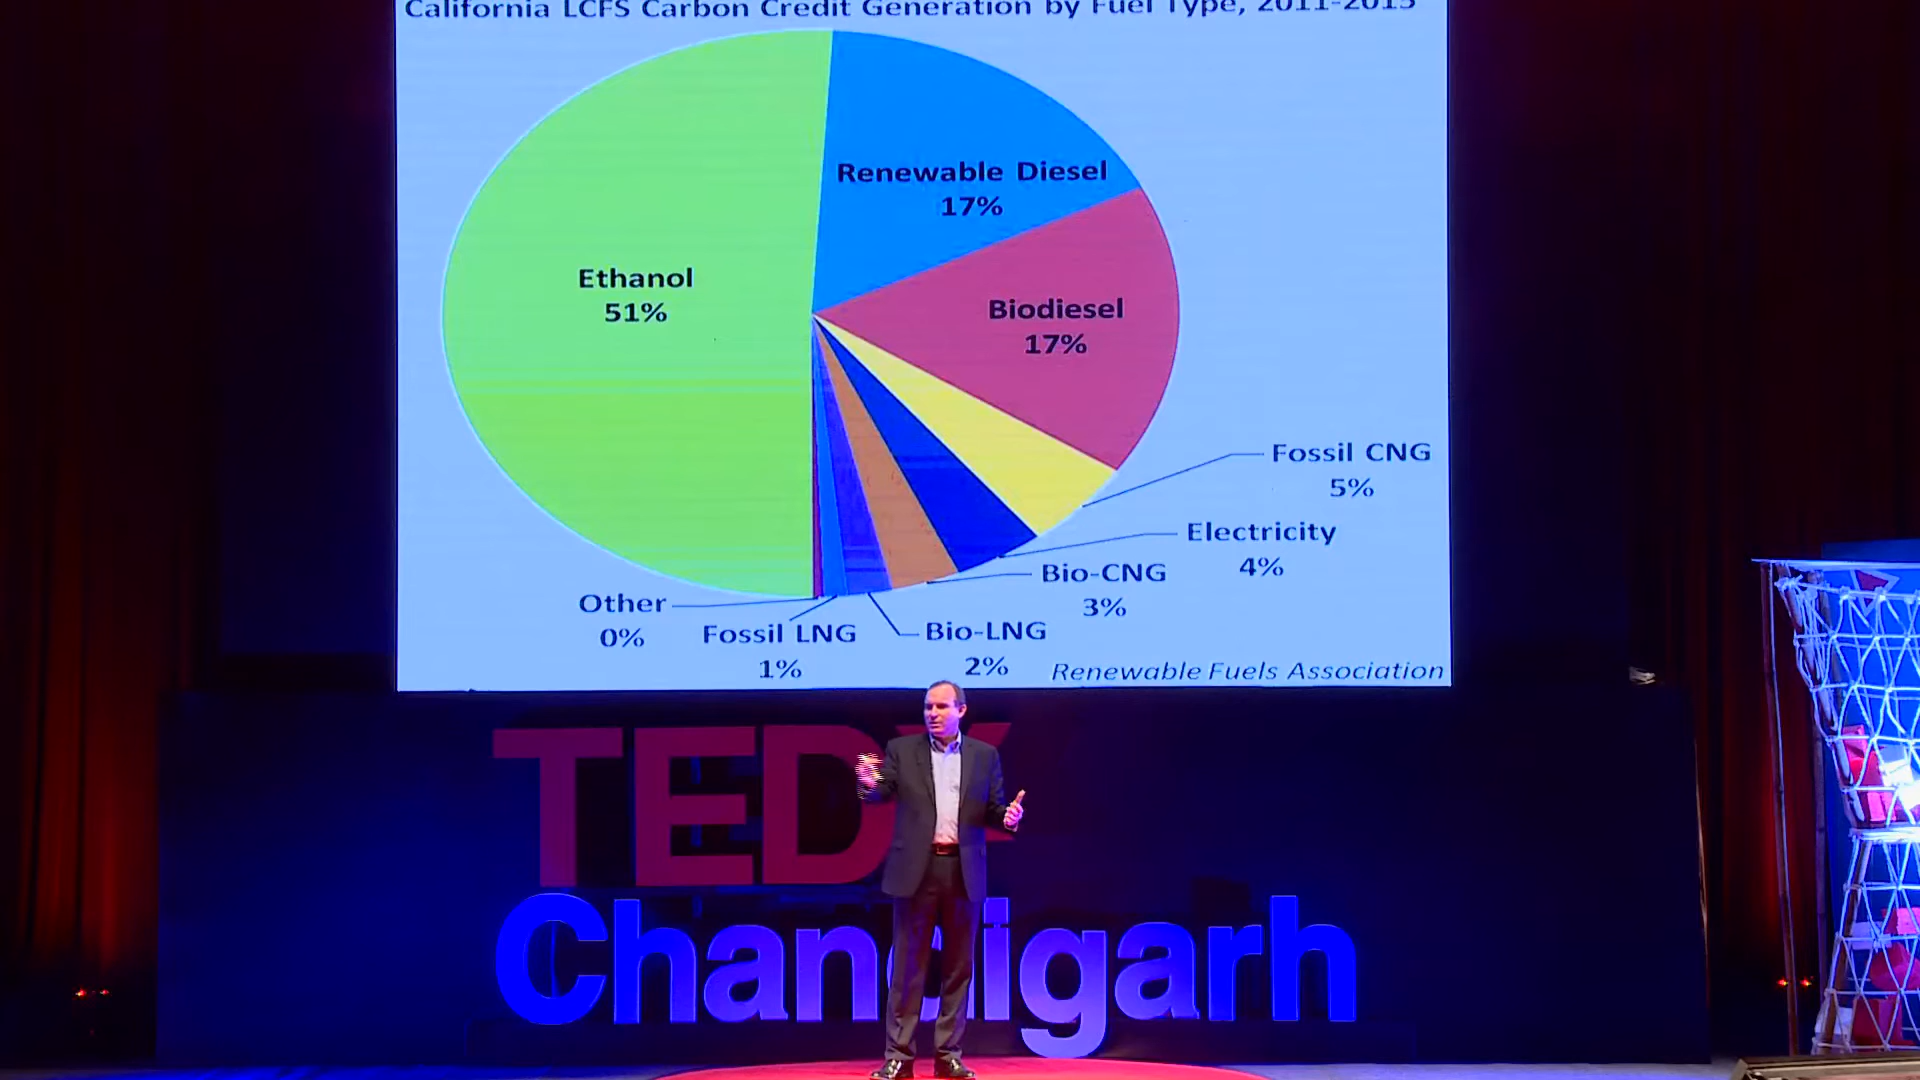 California LCFS Carbon Credit Generation by Fuel Type, 2011-2015
Renewable Diesel
17%
Ethanol
51%
Biodiesel
17%
Fossil CNG
5%
Electricity
4%
Bio-CNG
3%
Other
0%
Fossil LNG
1%
Bio-LNG
2%
Renewable Fuels Association
TEDx
Chandigarh